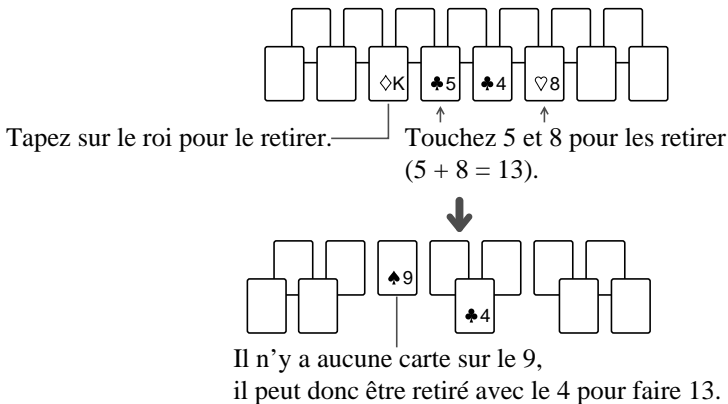 ♢K ♣5 ♣4 ♡8
Tapez sur le roi pour le retirer.
Touchez 5 et 8 pour les retirer
(5 + 8 = 13).
♠9
♣4
Il n’y a aucune carte sur le 9,
il peut donc être retiré avec le 4 pour faire 13.